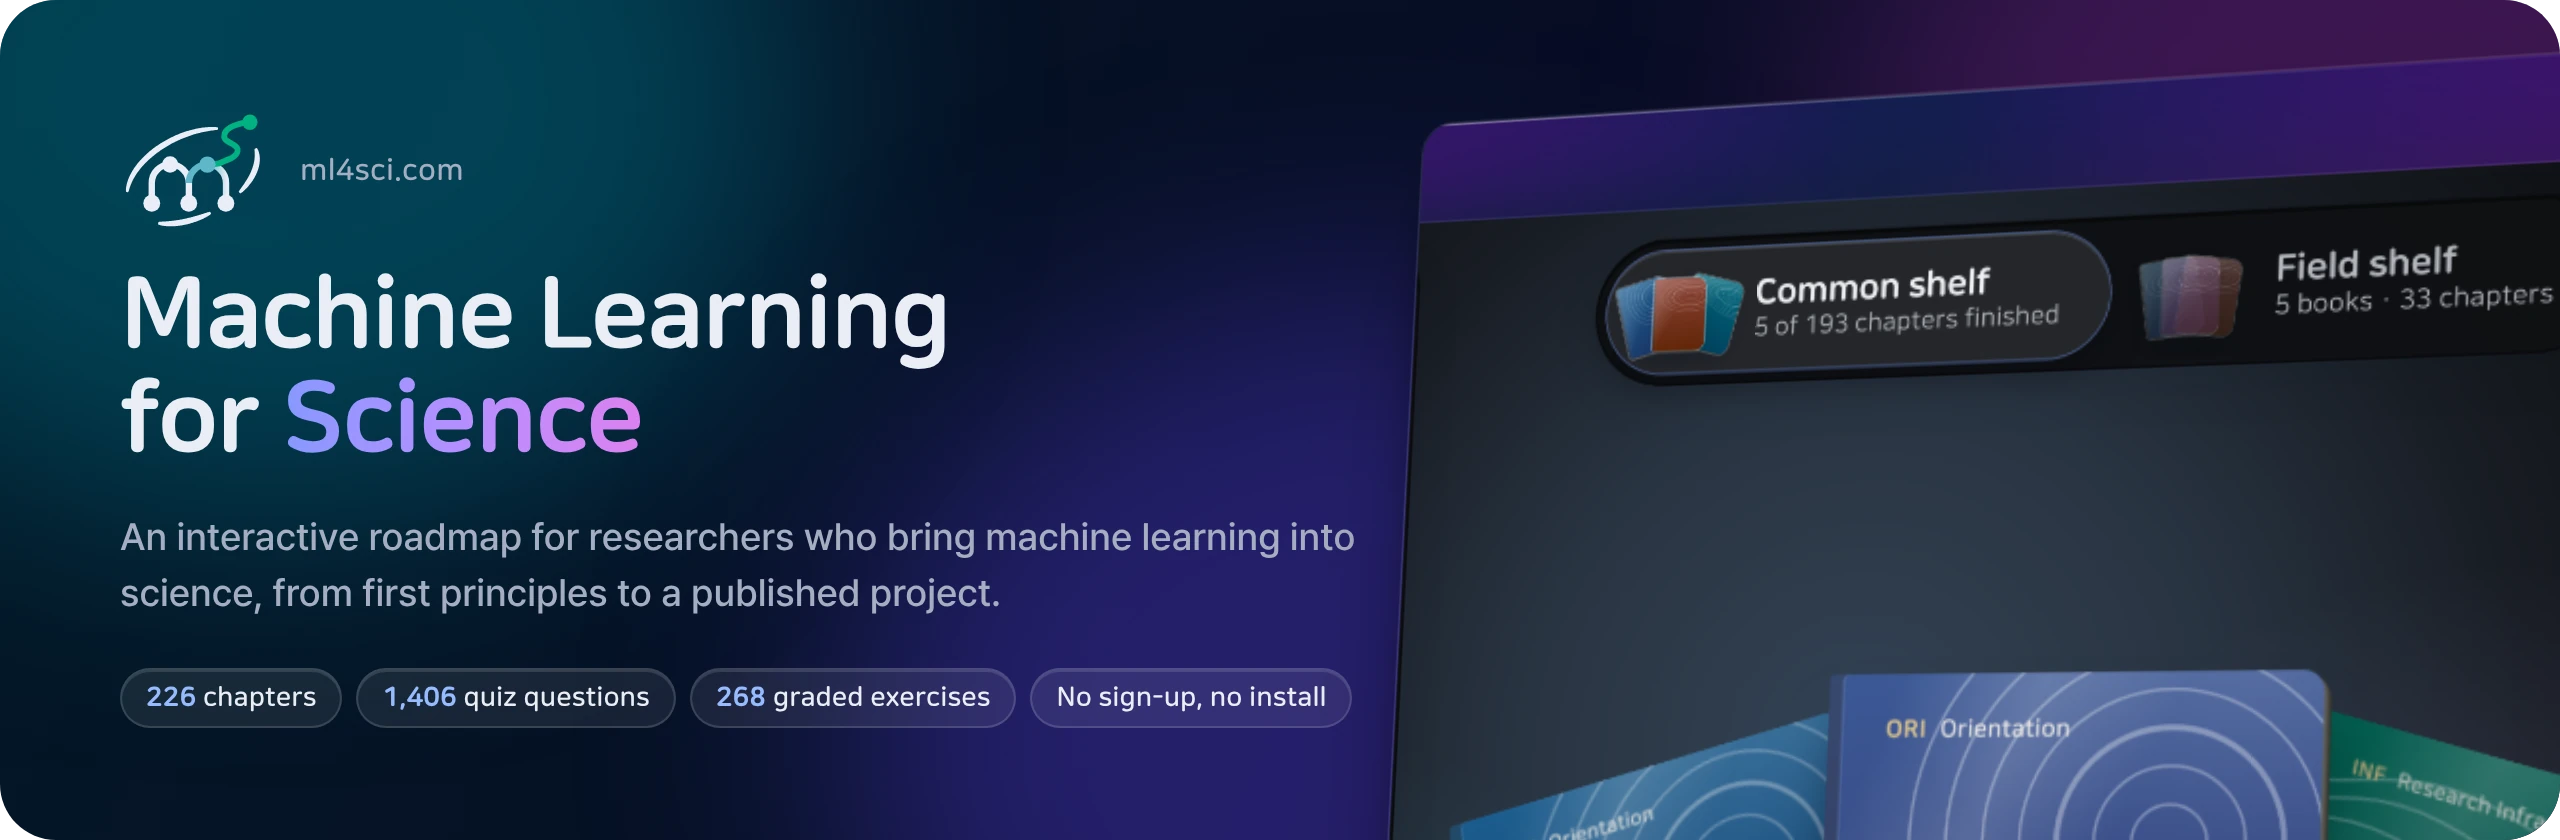 ml4sci.com
Machine Learning
for Science
An interactive roadmap for researchers who bring machine learning into
science, from first principles to a published project.
226 chapters
1,406 quiz questions
268 graded exercises
No sign-up, no install
Common shelf
5 of 193 chapters finished
Field shelf
5 books · 33 chapters
Orientation
ORI Orientation
INF Research